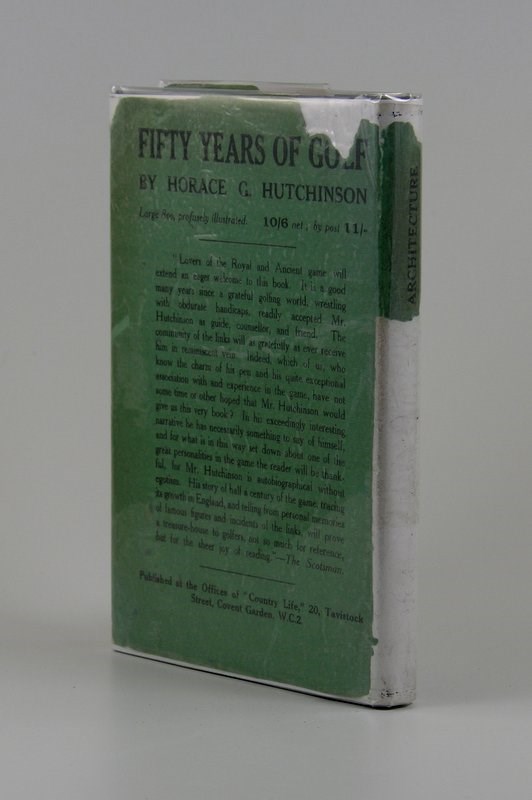 FIFTY YEARS OF GOLF
BY HORACE G. HUTCHINSON
Large 8vo, profusely illustrated. 10/6 net; by post 11/-
"Lovers of the Royal and Ancient game will
extend an eager welcome to this book. It is a good
many years since a grateful golfing world, wrestling
with obdurate handicaps, readily accepted Mr.
Hutchinson as guide, counsellor, and friend. The
community of the links will as gratefully as ever receive
him in reminiscent vein. Indeed, which of us, who
know the charm of his pen and his quite exceptional
association with and experience in the game, have not
some time or other hoped that Mr. Hutchinson would
give us this very book? In his exceedingly interesting
narrative he has necessarily something to say of himself,
and for what is in this way set down about one of the
great personalities in the game the reader will be thank-
ful, for Mr. Hutchinson is autobiographical without
egotism. His story of half a century of the game, tracing
its growth in England, and telling from personal memories
of famous figures and incidents of the links, will prove
a treasure-house to golfers, not so much for reference,
but for the sheer joy of reading."—The Scotsman.
Published at the Offices of "Country Life," 20, Tavistock
Street, Covent Garden, W.C.2
ARCHITECTURE